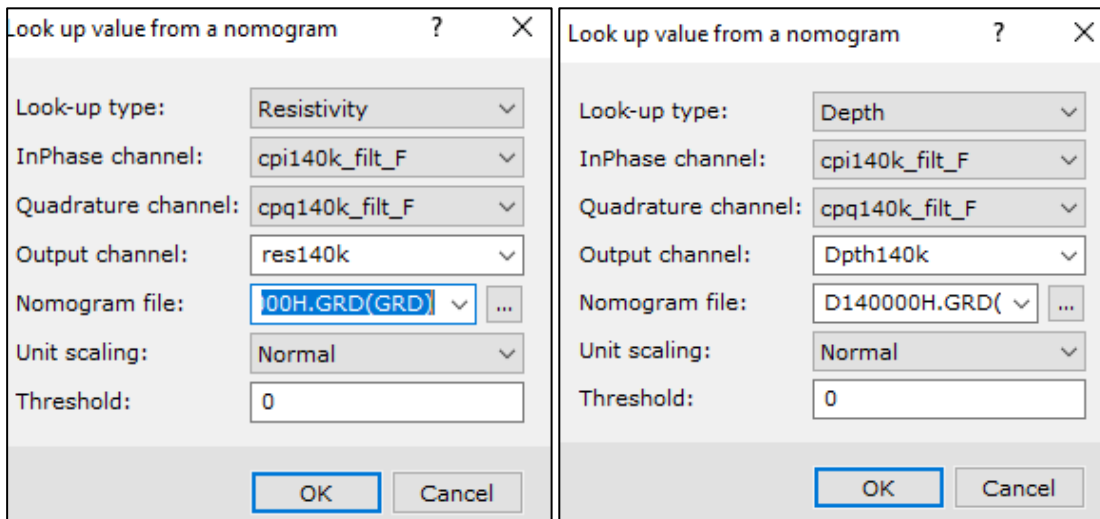 Look up value from a nomogram ? ×
Look-up type: Resistivity
InPhase channel: cpi140k_filt_F
Quadrature channel: cpq140k_filt_F
Output channel: res140k
Nomogram file: 000H.GRD(GRD) ...
Unit scaling: Normal
Threshold: 0
OK Cancel
Look up value from a nomogram ? ×
Look-up type: Depth
InPhase channel: cpi140k_filt_F
Quadrature channel: cpq140k_filt_F
Output channel: Dpth140k
Nomogram file: D140000H.GRD( ...
Unit scaling: Normal
Threshold: 0
OK Cancel